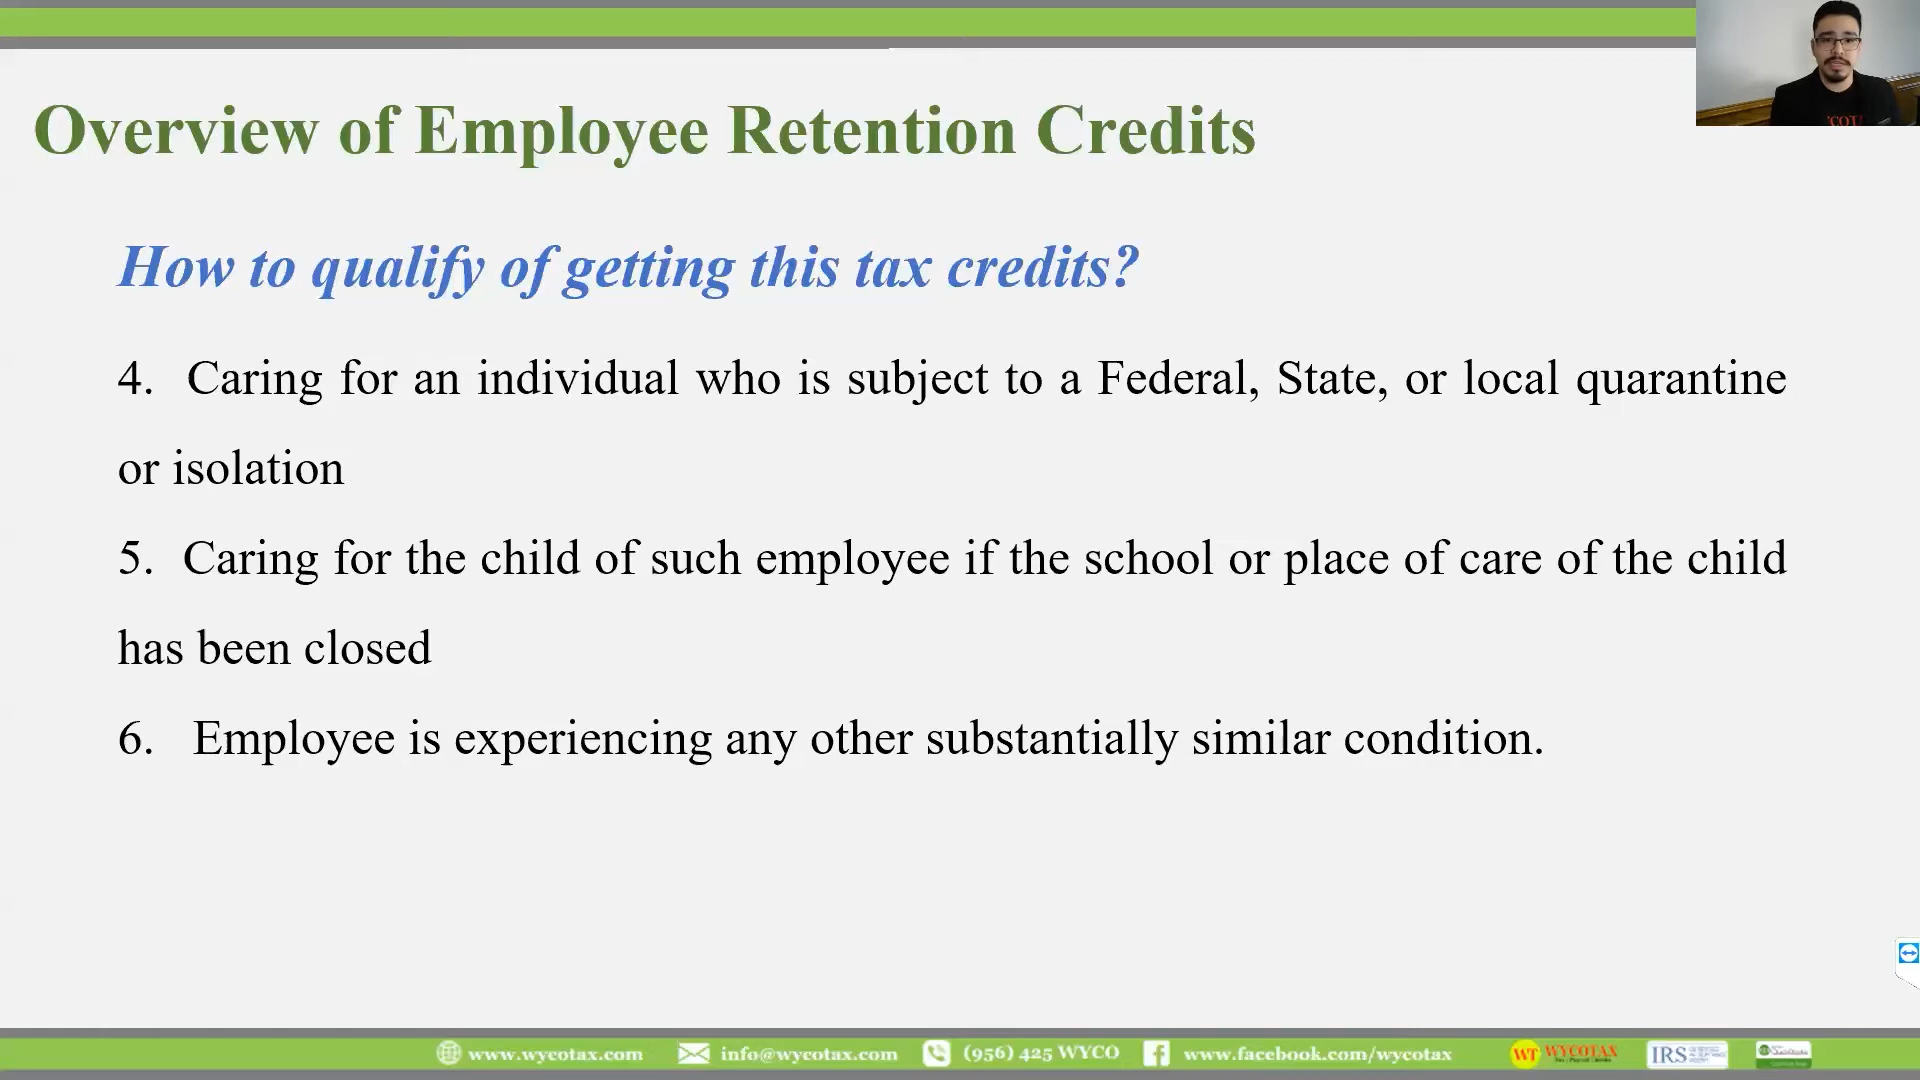 Overview of Employee Retention Credits
How to qualify of getting this tax credits?
4. Caring for an individual who is subject to a Federal, State, or local quarantine
or isolation
5. Caring for the child of such employee if the school or place of care of the child
has been closed
6. Employee is experiencing any other substantially similar condition.
www.wycotax.com info@wycotax.com (956) 425 WYCO www.facebook.com/wycotax WT WYCOTAX IRS